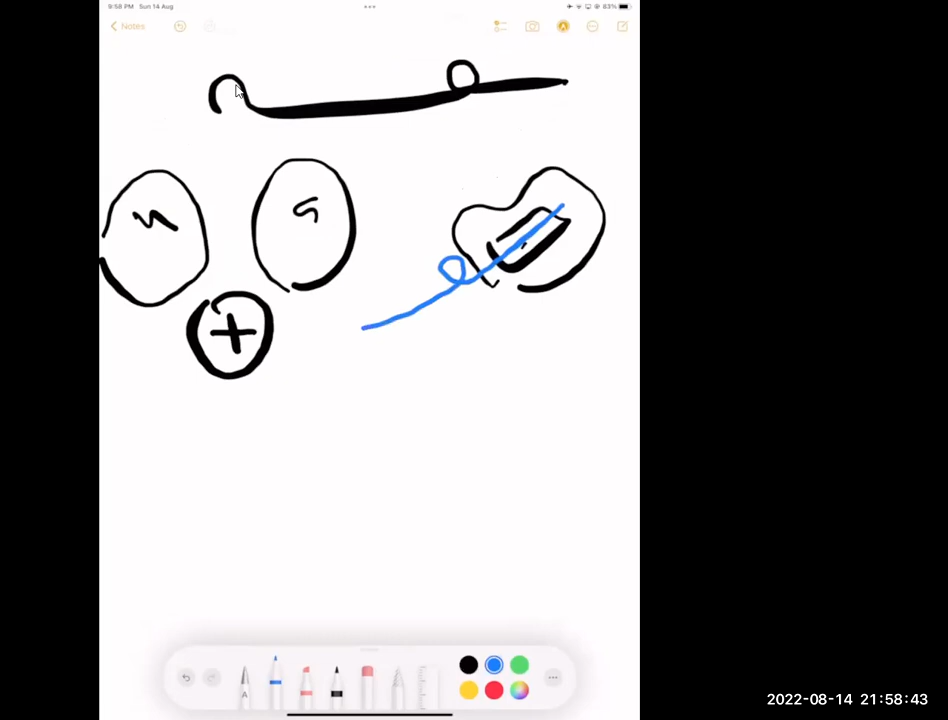 9:58 PM Sun 14 Aug
83%
Notes
+
A
2022-08-14 21:58:43